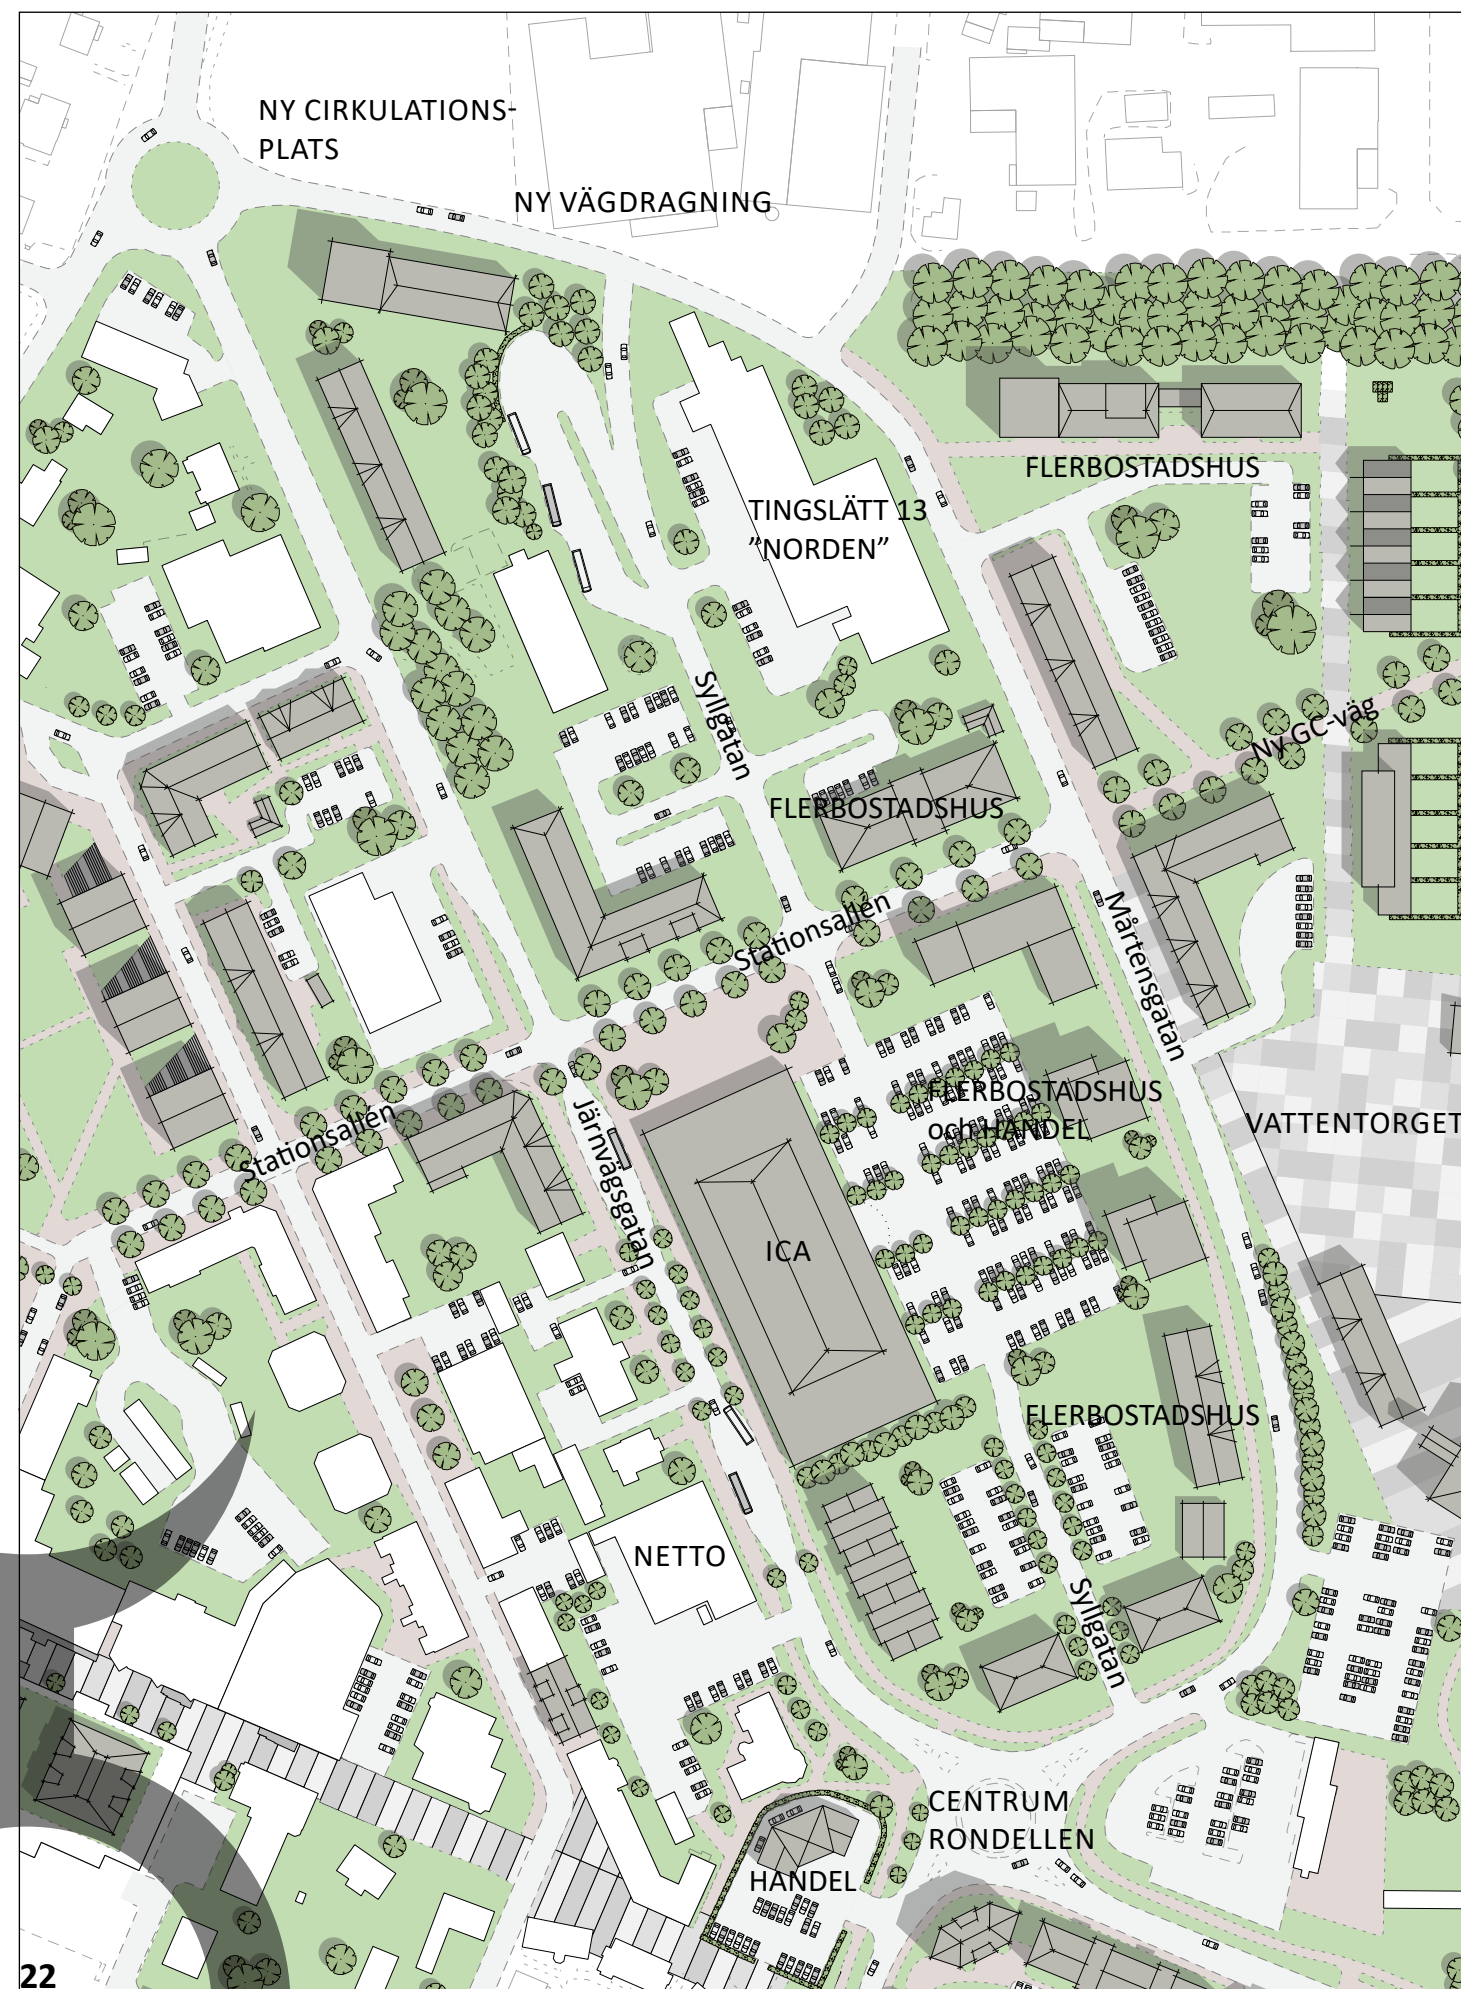 NY CIRKULATIONS-
PLATS
NY VÄGDRAGNING
FLERBOSTADSHUS
TINGSLÄTT 13
”NORDEN”
Syllgatan
Ny GC-väg
FLERBOSTADSHUS
Stationsallén
Mårtensgatan
FLERBOSTADSHUS
och HANDEL
Stationsallén
Järnvägsgatan
VATTENTORGET
ICA
FLERBOSTADSHUS
NETTO
Syllgatan
CENTRUM
RONDELLEN
HANDEL
22